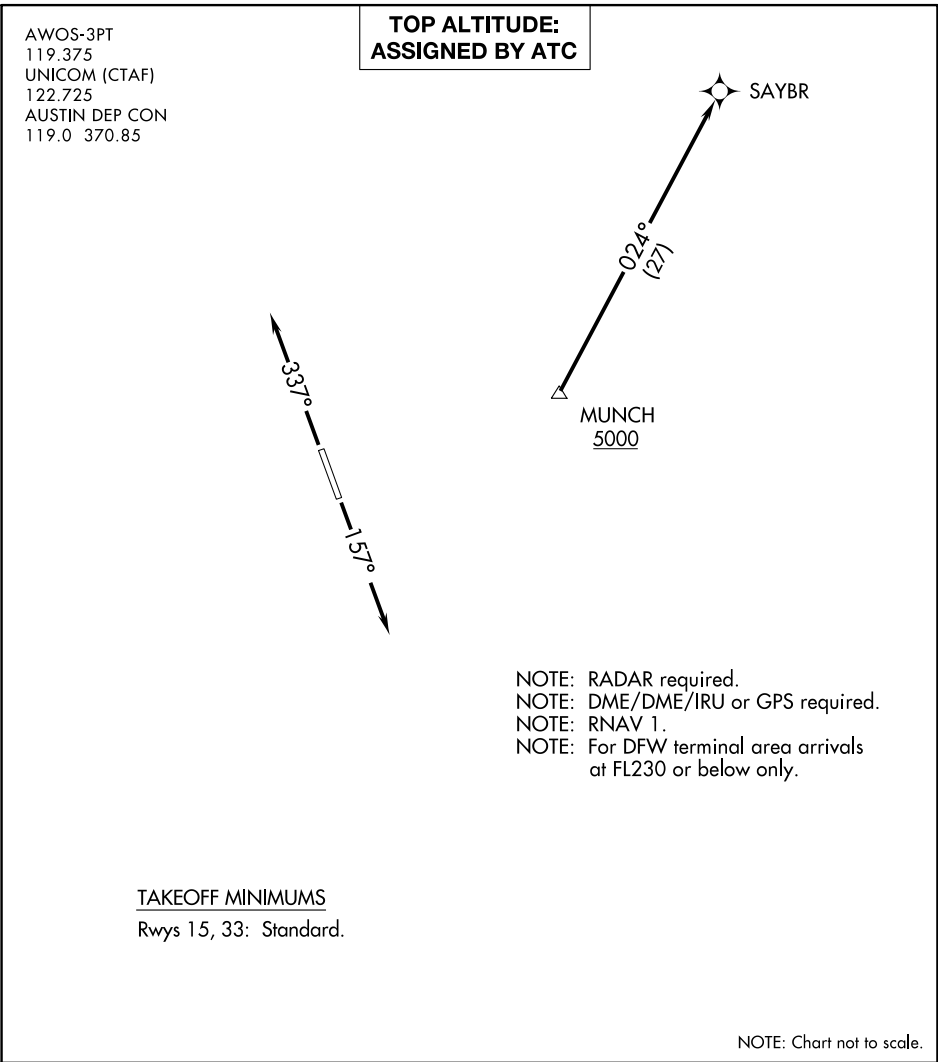 AWOS-3PT
119.375
UNICOM (CTAF)
122.725
AUSTIN DEP CON
119.0 370.85
TOP ALTITUDE:
ASSIGNED BY ATC
SAYBR
024°
(27)
MUNCH
5000
337°
157°
NOTE: RADAR required.
NOTE: DME/DME/IRU or GPS required.
NOTE: RNAV 1.
NOTE: For DFW terminal area arrivals
at FL230 or below only.
TAKEOFF MINIMUMS
Rwys 15, 33: Standard.
NOTE: Chart not to scale.